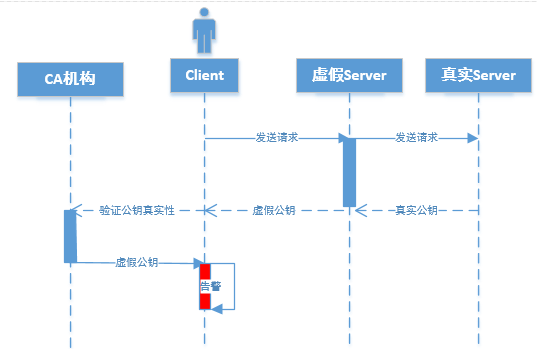 CA机构
Client
虚假Server
真实Server
发送请求
发送请求
验证公钥真实性
虚假公钥
真实公钥
虚假公钥
告警